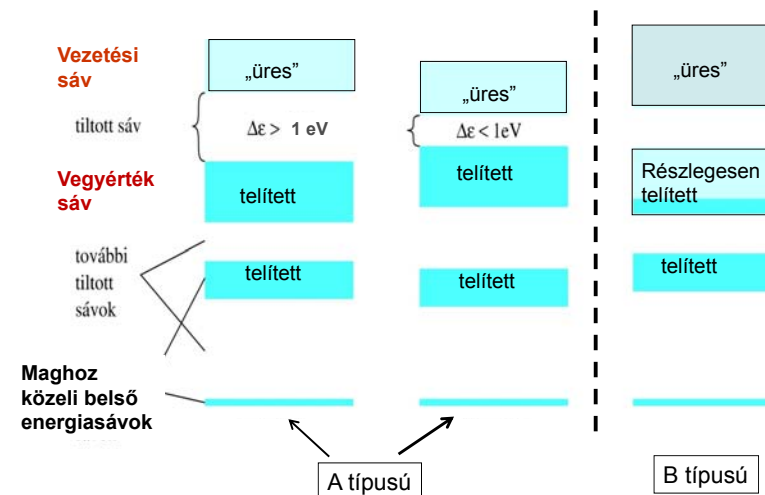 Vezetési
sáv
„üres”
„üres”
„üres”
tiltott sáv
Δε > 1 eV
Δε < 1eV
Vegyérték
sáv
telített
telített
Részlegesen
telített
további
tiltott
sávok
telített
telített
telített
Maghoz
közeli belső
energiasávok
A típusú
B típusú